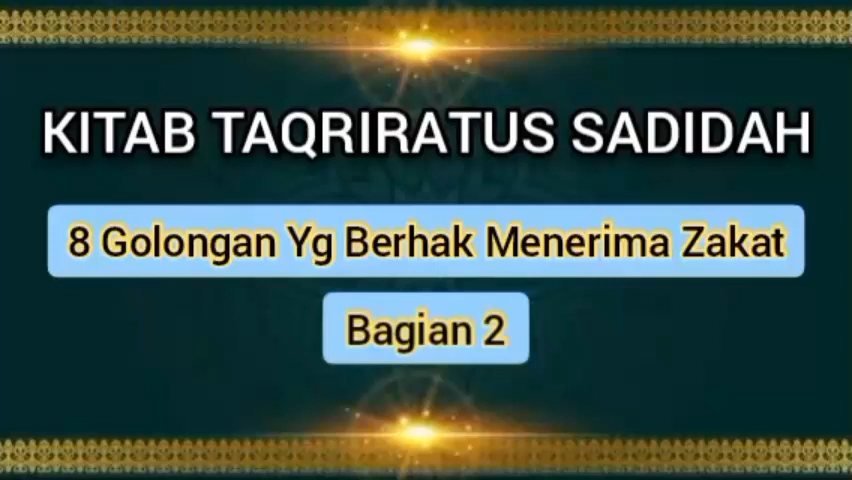 KITAB TAQRIRATUS SADIDAH
8 Golongan Yg Berhak Menerima Zakat
Bagian 2